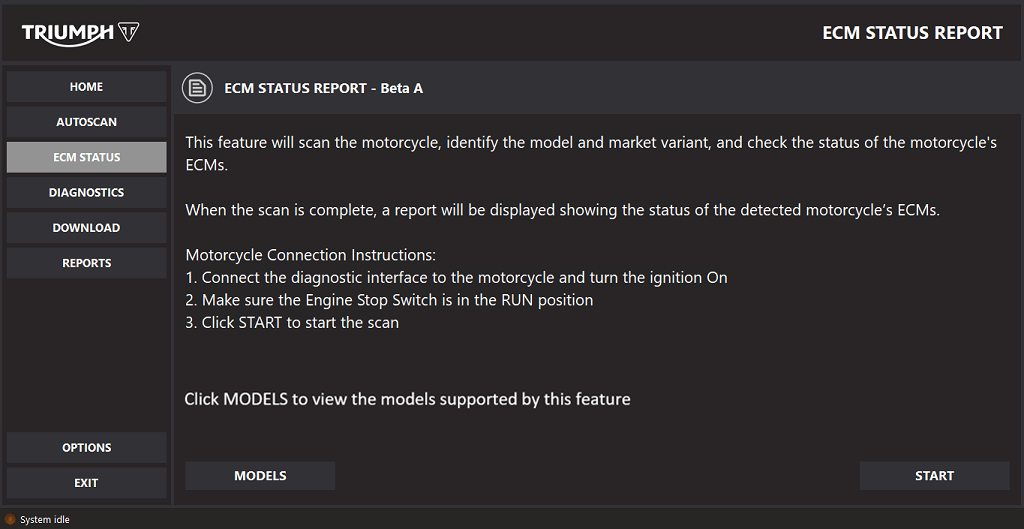 TRIUMPH
ECM STATUS REPORT
HOME
AUTOSCAN
ECM STATUS
DIAGNOSTICS
DOWNLOAD
REPORTS
OPTIONS
EXIT
ECM STATUS REPORT - Beta A
This feature will scan the motorcycle, identify the model and market variant, and check the status of the motorcycle's
ECMs.
When the scan is complete, a report will be displayed showing the status of the detected motorcycle’s ECMs.
Motorcycle Connection Instructions:
1. Connect the diagnostic interface to the motorcycle and turn the ignition On
2. Make sure the Engine Stop Switch is in the RUN position
3. Click START to start the scan
Click MODELS to view the models supported by this feature
MODELS
START
System idle